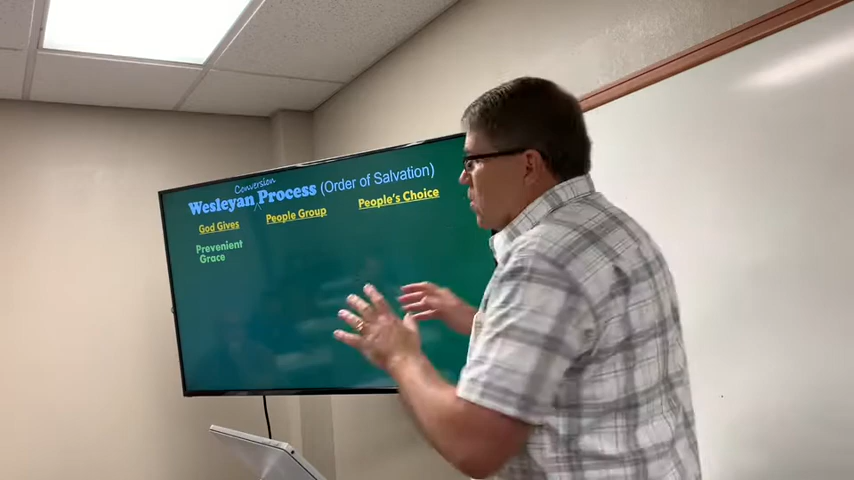 Conversion
Wesleyan ^ Process (Order of Salvation)
God Gives People Group People's Choice
Prevenient
Grace